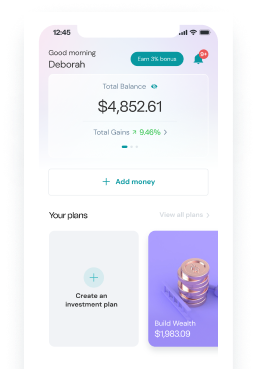 12:45
Good morning
Deborah
Earn 3% bonus
9+
Total Balance
$4,852.61
Total Gains 9.46%
Add money
Your plans
View all plans
Create an
investment plan
Build Wealth
$1,983.09